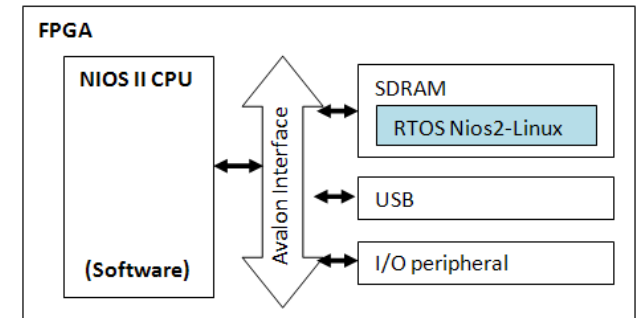 FPGA
NIOS II CPU
(Software)
Avalon Interface
SDRAM
RTOS Nios2-Linux
USB
I/O peripheral